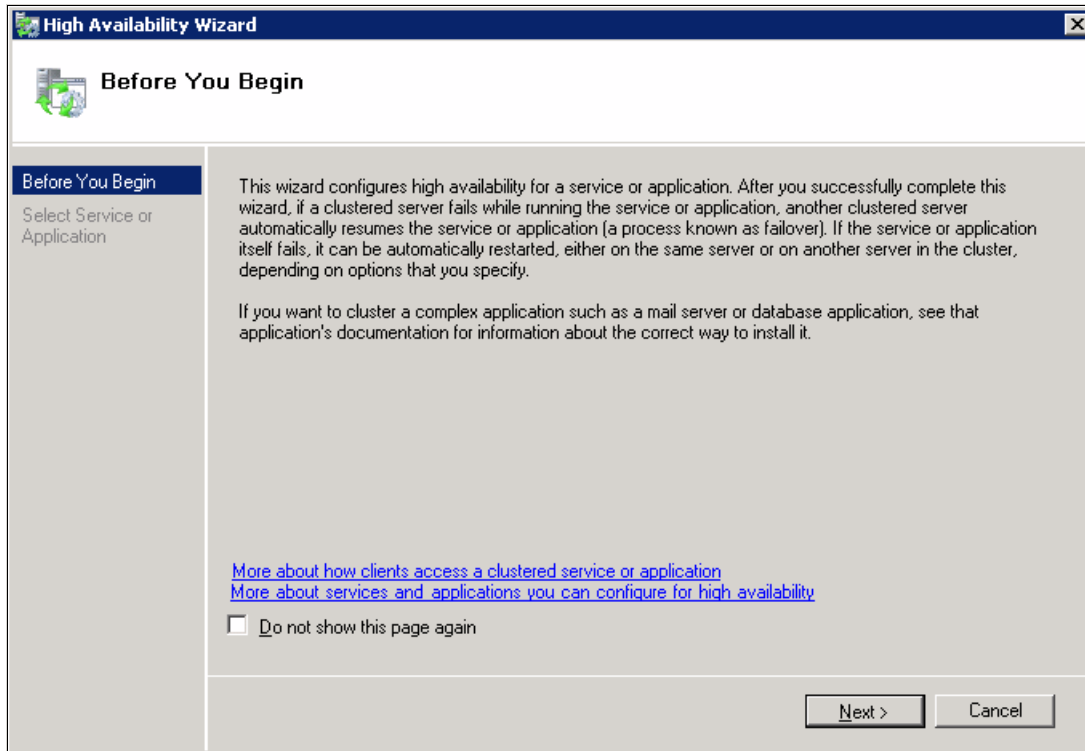 High Availability Wizard
Before You Begin
Before You Begin
Select Service or
Application
This wizard configures high availability for a service or application. After you successfully complete this
wizard, if a clustered server fails while running the service or application, another clustered server
automatically resumes the service or application (a process known as failover). If the service or application
itself fails, it can be automatically restarted, either on the same server or on another server in the cluster,
depending on options that you specify.
If you want to cluster a complex application such as a mail server or database application, see that
application's documentation for information about the correct way to install it.
More about how clients access a clustered service or application
More about services and applications you can configure for high availability
Do not show this page again
Next >
Cancel